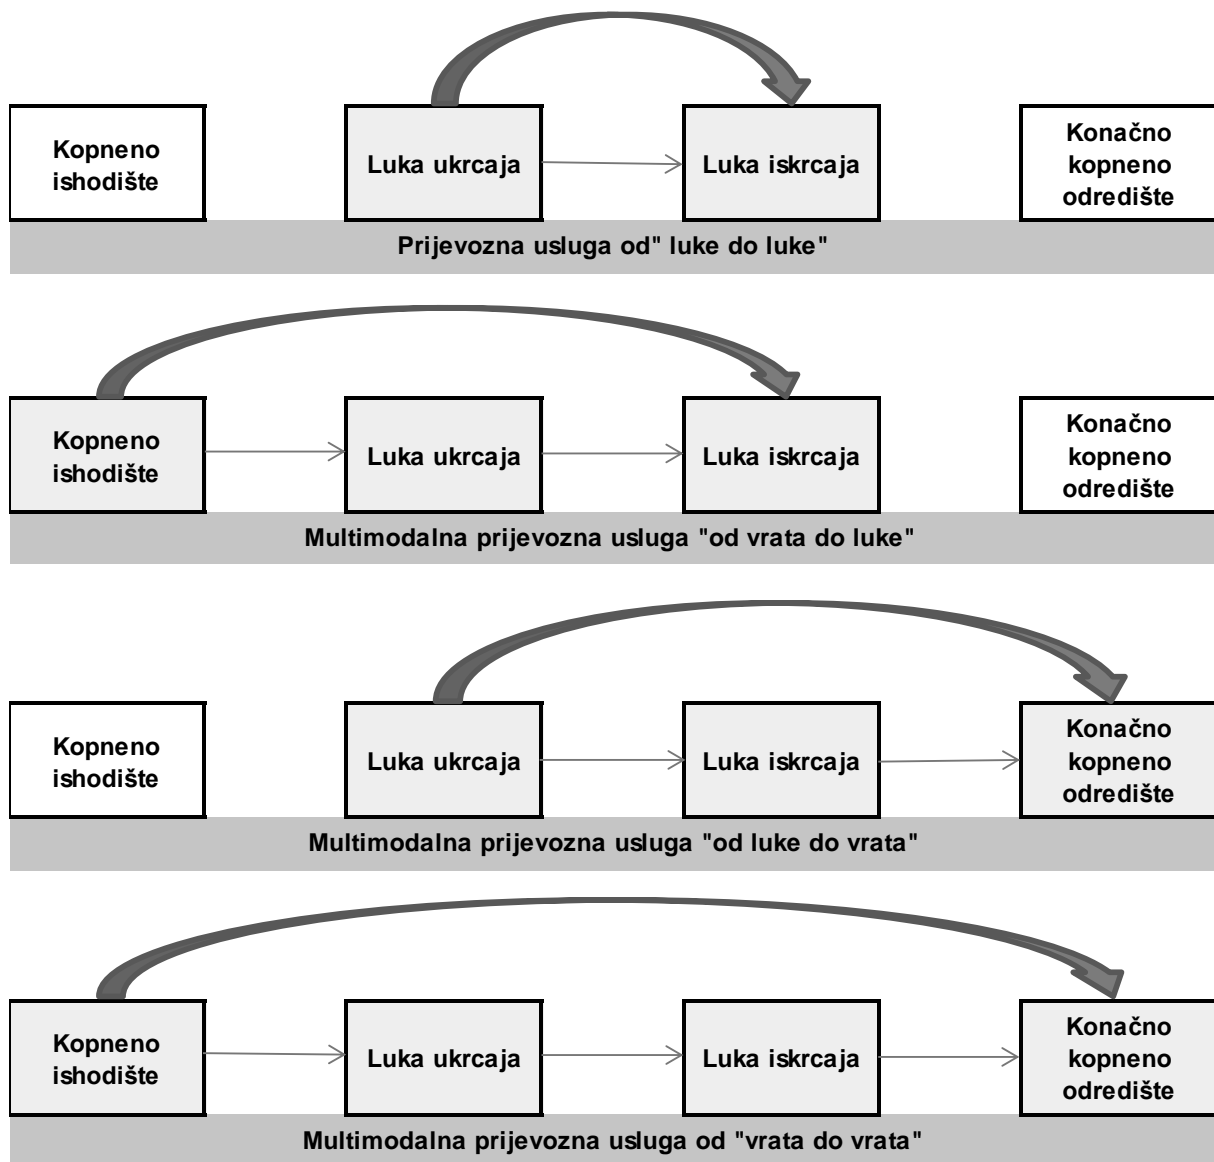 Kopneno
ishodište
Luka ukrcaja
Luka iskrcaja
Konačno
kopneno
odredište
Prijevozna usluga od" luke do luke"
Kopneno
ishodište
Luka ukrcaja
Luka iskrcaja
Konačno
kopneno
odredište
Multimodalna prijevozna usluga "od vrata do luke"
Kopneno
ishodište
Luka ukrcaja
Luka iskrcaja
Konačno
kopneno
odredište
Multimodalna prijevozna usluga "od luke do vrata"
Kopneno
ishodište
Luka ukrcaja
Luka iskrcaja
Konačno
kopneno
odredište
Multimodalna prijevozna usluga od "vrata do vrata"